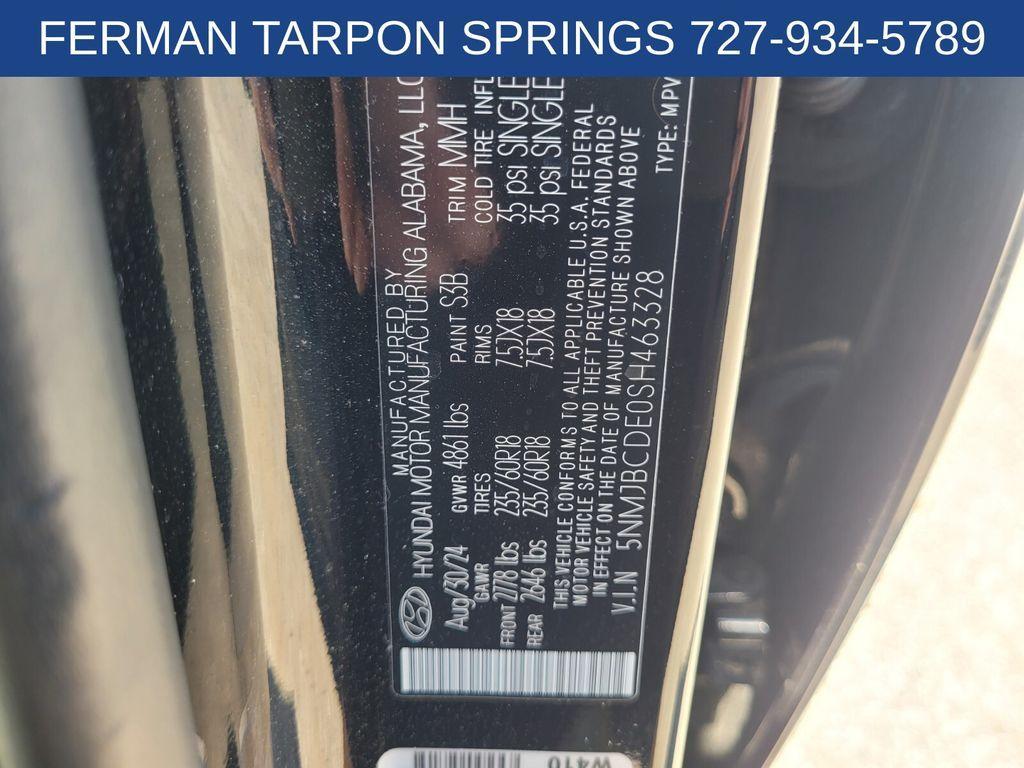 FERMAN TARPON SPRINGS 727-934-5789
MANUFACTURED BY
HYUNDAI MOTOR MANUFACTURING ALABAMA, LLC
Aug/30/24 GVWR 4861 lbs PAINT S3B TRIM MMH
GAWR TIRES RIMS COLD TIRE INFL
FRONT 2778 lbs 235/60R18 7.5JX18 35 psi SINGLE
REAR 2646 lbs 235/60R18 7.5JX18 35 psi SINGLE
THIS VEHICLE CONFORMS TO ALL APPLICABLE U.S.A. FEDERAL
MOTOR VEHICLE SAFETY AND THEFT PREVENTION STANDARDS
IN EFFECT ON THE DATE OF MANUFACTURE SHOWN ABOVE
V.I.N 5NMJBCDE0SH463328 TYPE: MPV
W410